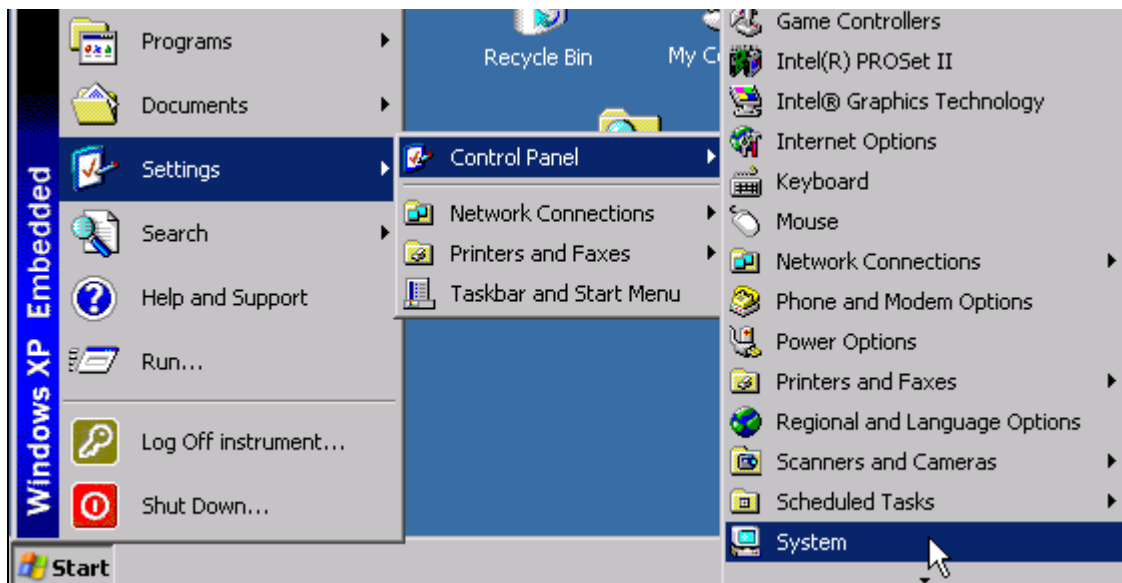 Windows XP Embedded
Programs
Documents
Settings
Search
Help and Support
Run...
Log Off instrument...
Shut Down...
Start
Recycle Bin
Control Panel
Network Connections
Printers and Faxes
Taskbar and Start Menu
Game Controllers
Intel(R) PROSet II
Intel® Graphics Technology
Internet Options
Keyboard
Mouse
Network Connections
Phone and Modem Options
Power Options
Printers and Faxes
Regional and Language Options
Scanners and Cameras
Scheduled Tasks
System